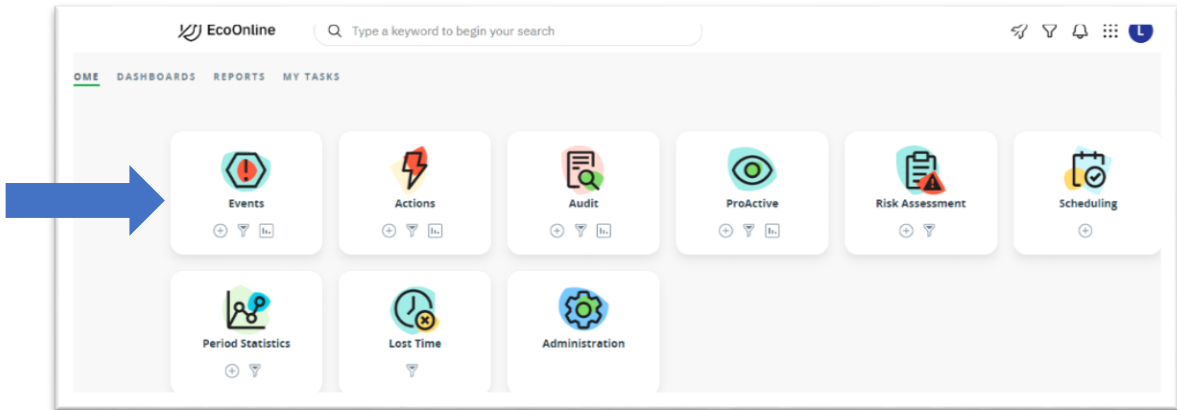 EcoOnline
Type a keyword to begin your search
L
OME DASHBOARDS REPORTS MY TASKS
Events
Actions
Audit
ProActive
Risk Assessment
Scheduling
Period Statistics
Lost Time
Administration